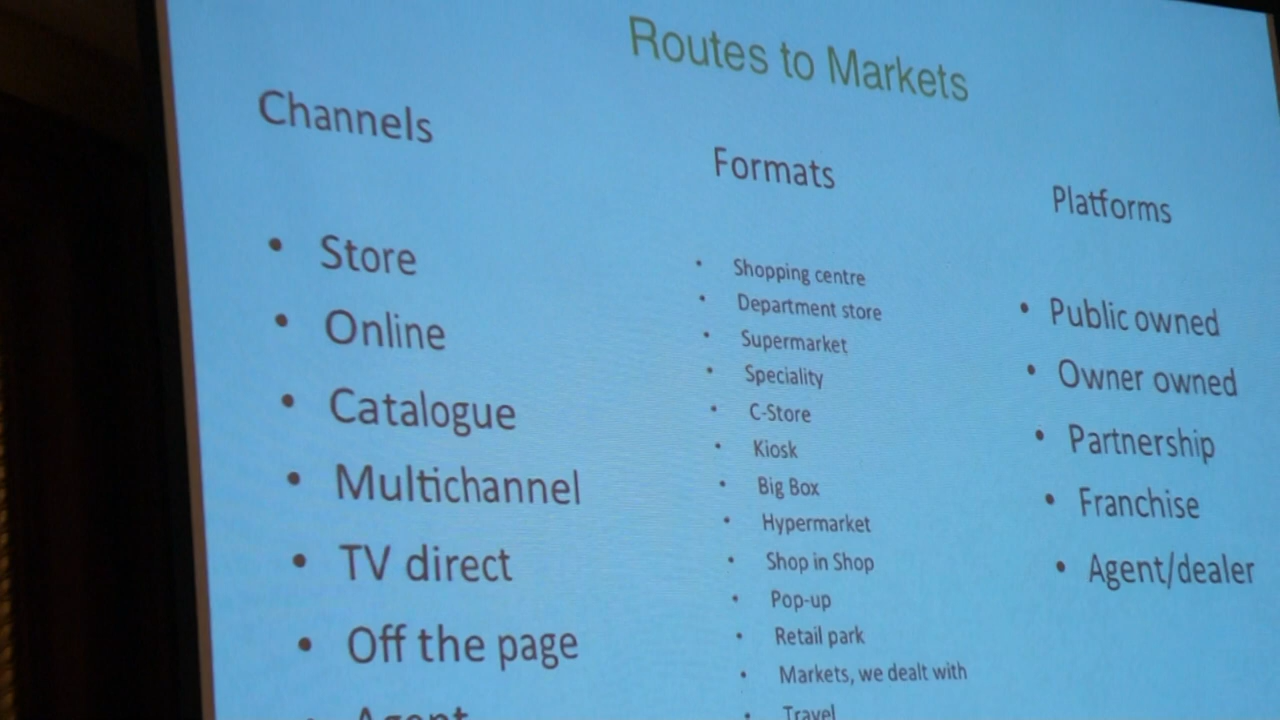 Routes to Markets
Channels
Store
Online
Catalogue
Multichannel
TV direct
Off the page
Agent
Formats
Shopping centre
Department store
Supermarket
Speciality
C-Store
Kiosk
Big Box
Hypermarket
Shop in Shop
Pop-up
Retail park
Markets, we dealt with
Travel
Platforms
Public owned
Owner owned
Partnership
Franchise
Agent/dealer